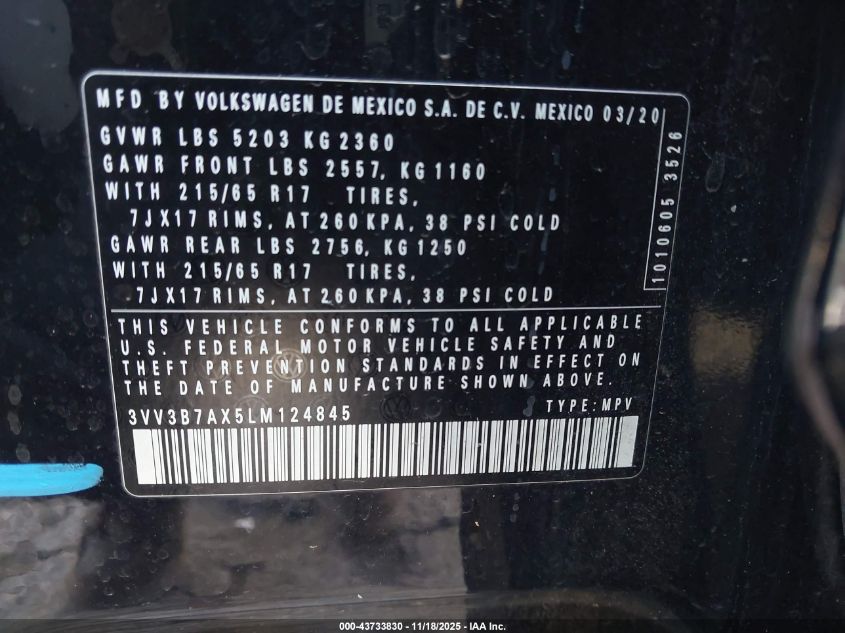 MFD BY VOLKSWAGEN DE MEXICO S.A. DE C.V. MEXICO 03/20
GVWR LBS 5203 KG 2360
GAWR FRONT LBS 2557, KG 1160
WITH 215/65 R17 TIRES,
7JX17 RIMS, AT 260 KPA, 38 PSI COLD
GAWR REAR LBS 2756, KG 1250
WITH 215/65 R17 TIRES,
7JX17 RIMS, AT 260 KPA, 38 PSI COLD
1010605 3526
THIS VEHICLE CONFORMS TO ALL APPLICABLE
U.S. FEDERAL MOTOR VEHICLE SAFETY AND
THEFT PREVENTION STANDARDS IN EFFECT ON
THE DATE OF MANUFACTURE SHOWN ABOVE.
3VV3B7AX5LM124845 TYPE: MPV
000-43733830 - 11/18/2025 - IAA Inc.